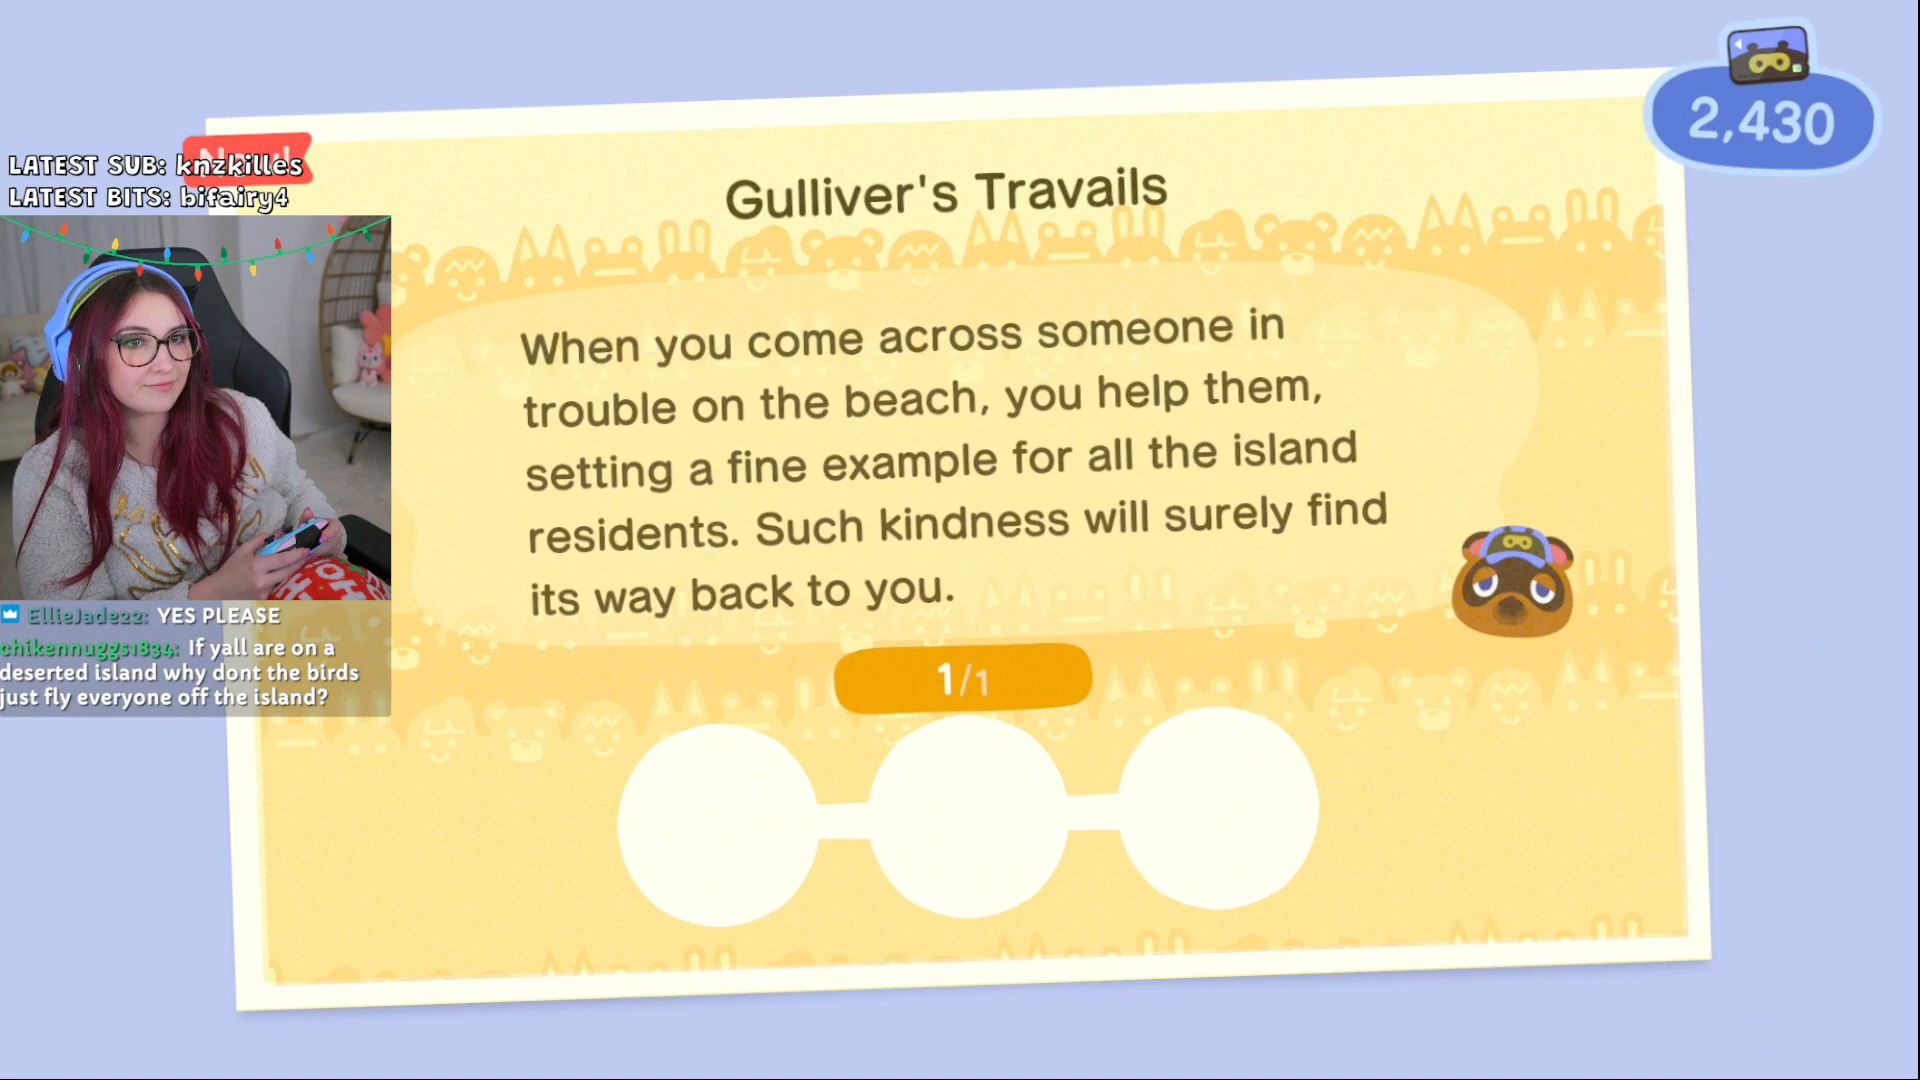 2,430
LATEST SUB: knzkilles
LATEST BITS: bifairy4
Gulliver's Travails
When you come across someone in
trouble on the beach, you help them,
setting a fine example for all the island
residents. Such kindness will surely find
its way back to you.
1/1
EllieJade22: YES PLEASE
chikennuggs1834: If yall are on a
deserted island why dont the birds
just fly everyone off the island?